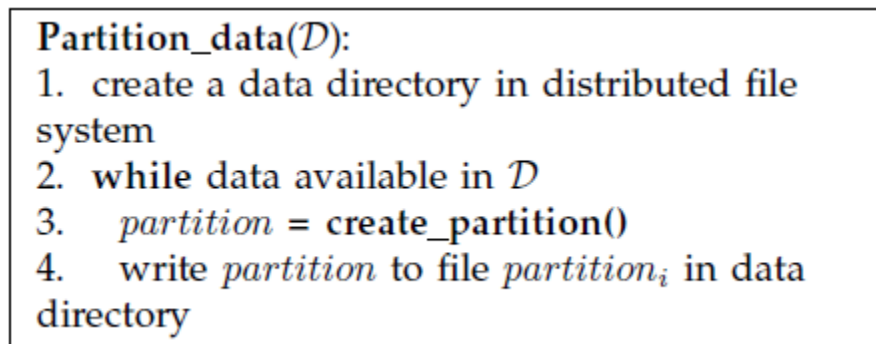 Partition_data(𝒟):
1. create a data directory in distributed file
system
2. while data available in 𝒟
3. partition = create_partition()
4. write partition to file partitionᵢ in data
directory